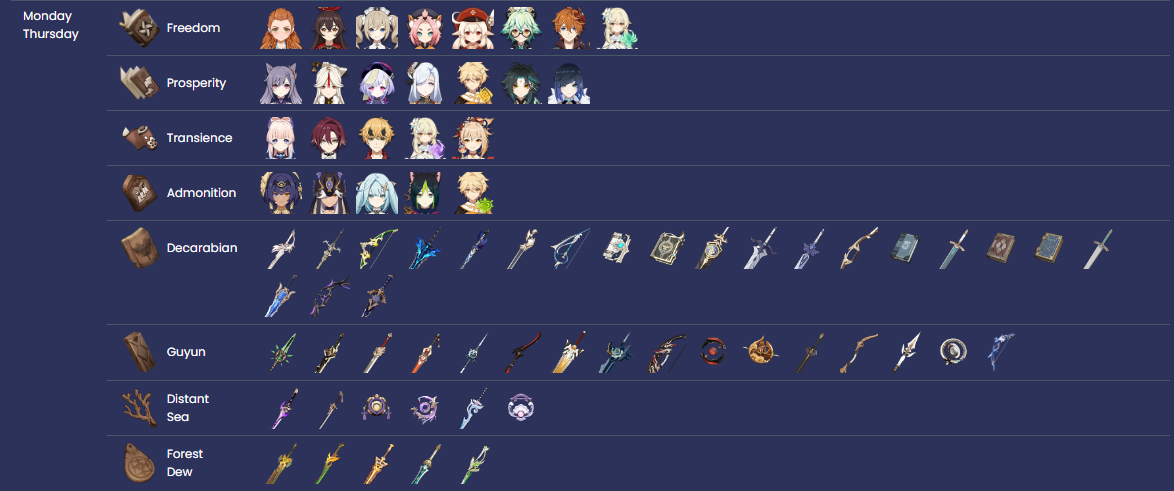 Monday
Thursday
Freedom
Prosperity
Transience
Admonition
Decarabian
Guyun
Distant
Sea
Forest
Dew